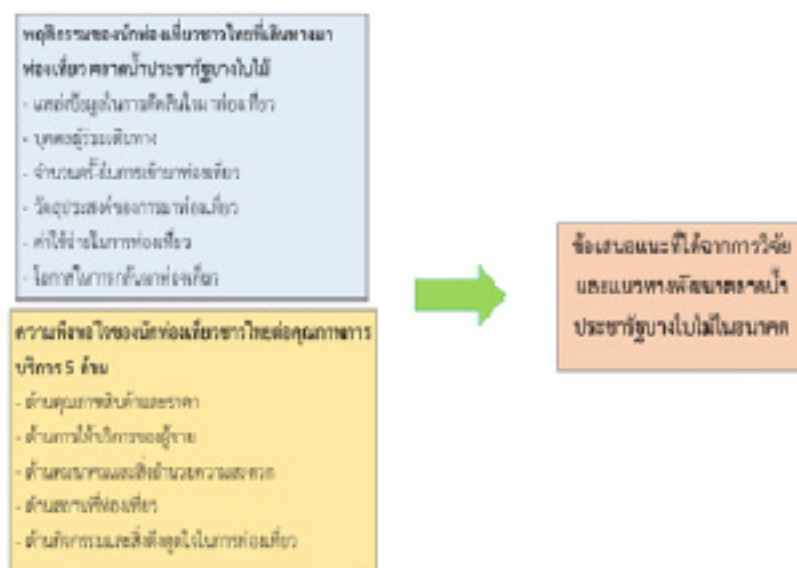 พฤติกรรมของนักท่องเที่ยวชาวไทยที่เดินทางมา
ท่องเที่ยว ตลาดน้ำประชารัฐบางใบไม้
- แหล่งข้อมูลในการตัดสินใจมาท่องเที่ยว
- บุคคลผู้ร่วมเดินทาง
- จำนวนครั้งในการเข้ามาท่องเที่ยว
- วัตถุประสงค์ของการมาท่องเที่ยว
- ค่าใช้จ่ายในการท่องเที่ยว
- โอกาสในการกลับมาท่องเที่ยว
ความพึงพอใจของนักท่องเที่ยวชาวไทยต่อคุณภาพการ
บริการ 5 ด้าน
- ด้านคุณภาพสินค้าและราคา
- ด้านการให้บริการของผู้ขาย
- ด้านคมนาคมและสิ่งอำนวยความสะดวก
- ด้านสถานที่ท่องเที่ยว
- ด้านกิจกรรมและสิ่งดึงดูดใจในการท่องเที่ยว
ข้อเสนอแนะที่ได้จากการวิจัย
และแนวทางพัฒนาตลาดน้ำ
ประชารัฐบางใบไม้ในอนาคต